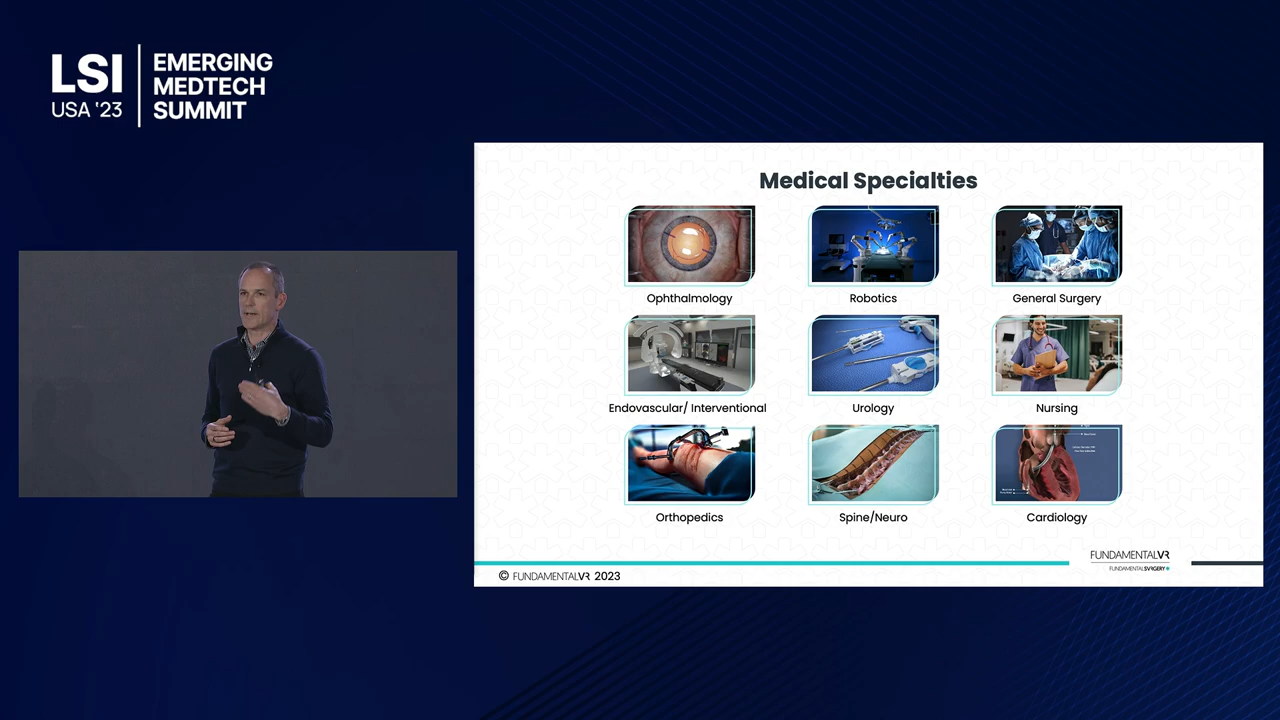 LSI
USA '23
EMERGING
MEDTECH
SUMMIT
Medical Specialties
Ophthalmology
Robotics
General Surgery
Endovascular/ Interventional
Urology
Nursing
Orthopedics
Spine/Neuro
Cardiology
© FUNDAMENTALVR 2023
FUNDAMENTALVR
FUNDAMENTALSVRGERY